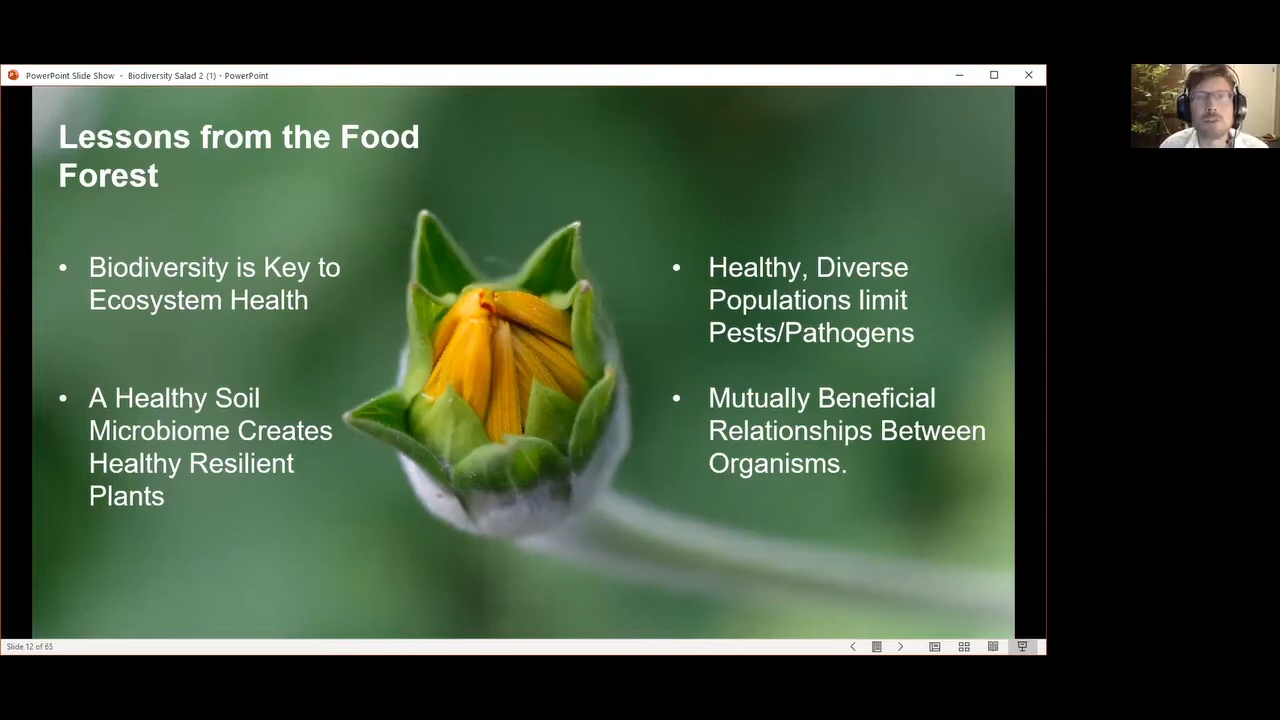 PowerPoint Slide Show - Biodiversity Salad 2 (1) - PowerPoint
Lessons from the Food
Forest
• Biodiversity is Key to
Ecosystem Health
• A Healthy Soil
Microbiome Creates
Healthy Resilient
Plants
• Healthy, Diverse
Populations limit
Pests/Pathogens
• Mutually Beneficial
Relationships Between
Organisms.
Slide 12 of 65